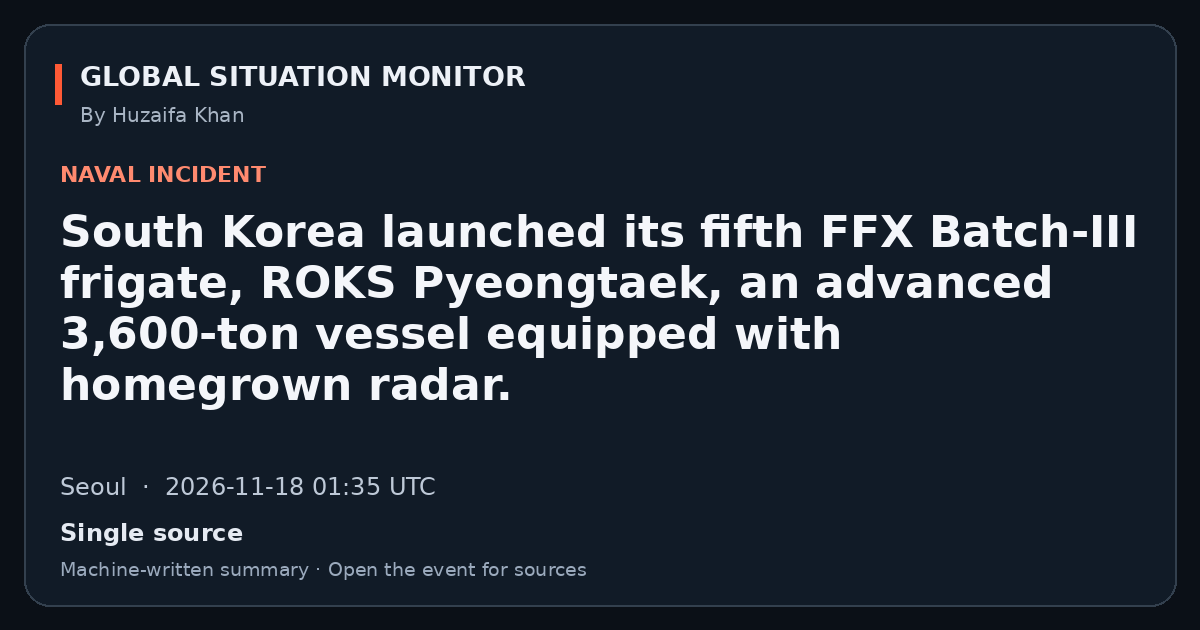 GLOBAL SITUATION MONITOR
By Huzaifa Khan
NAVAL INCIDENT
South Korea launched its fifth FFX Batch-III
frigate, ROKS Pyeongtaek, an advanced
3,600-ton vessel equipped with
homegrown radar.
Seoul · 2026-11-18 01:35 UTC
Single source
Machine-written summary · Open the event for sources